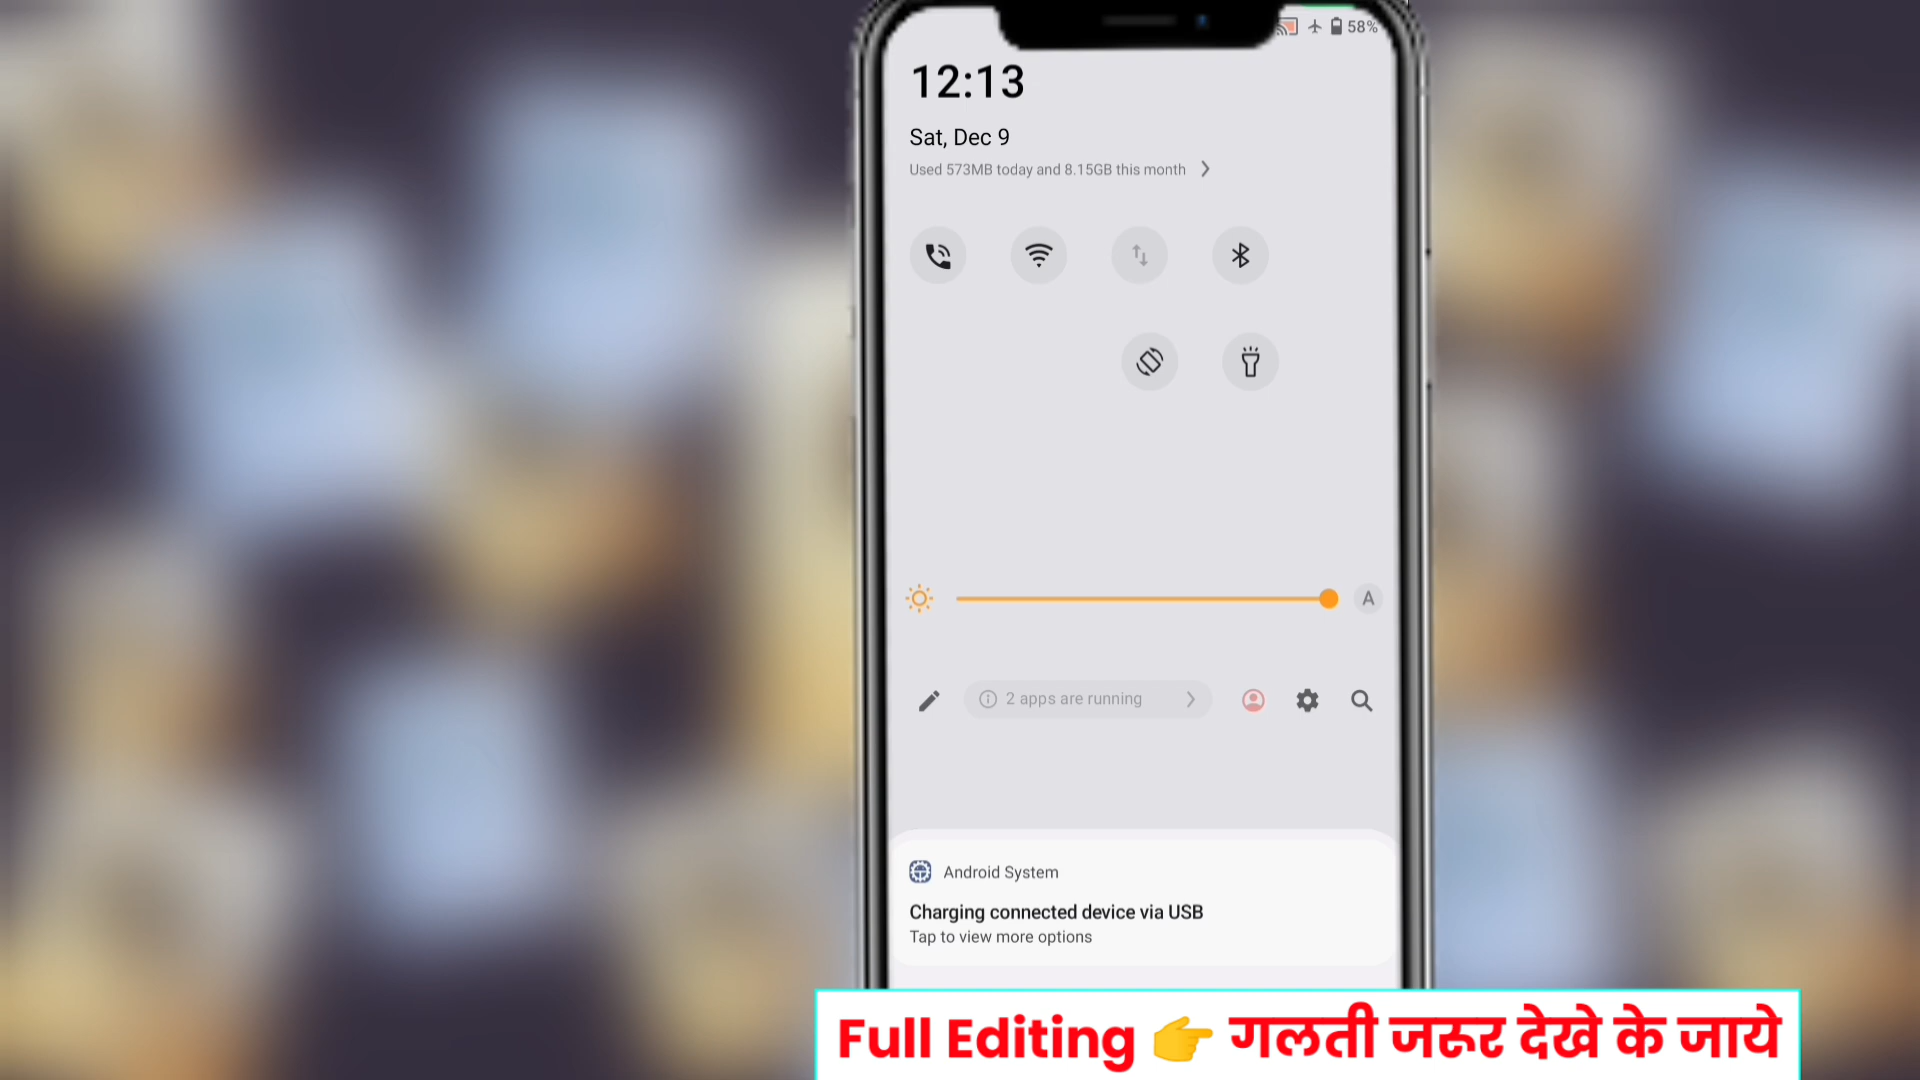 58%
12:13
Sat, Dec 9
Used 573MB today and 8.15GB this month
A
2 apps are running
Android System
Charging connected device via USB
Tap to view more options
Full Editing 👉 गलती जरूर देखे के जाये